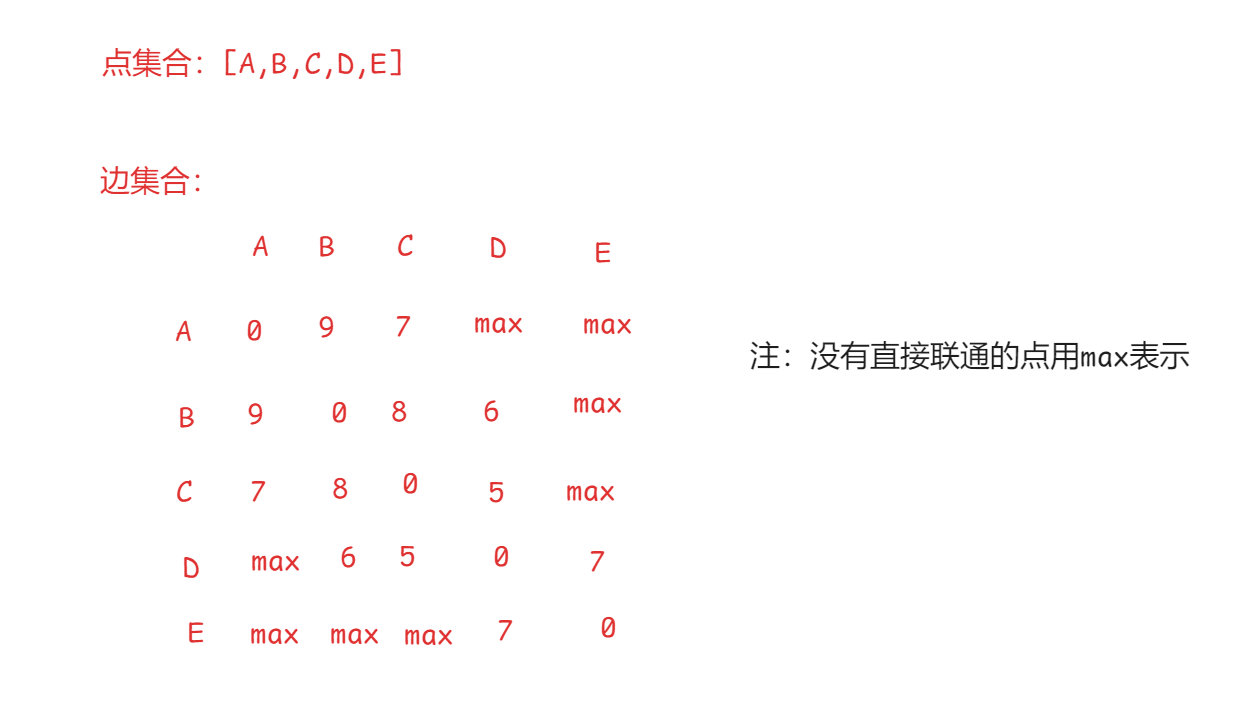 点集合：[A,B,C,D,E]
边集合：
A B C D E
A 0 9 7 max max
注：没有直接联通的点用max表示
B 9 0 8 6 max
C 7 8 0 5 max
D max 6 5 0 7
E max max max 7 0